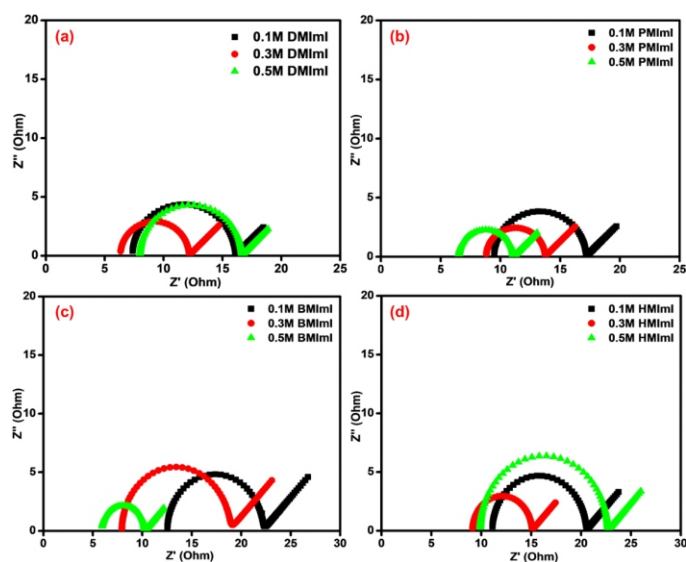 (a)
0.1M DMImI
0.3M DMImI
0.5M DMImI
20
15
10
5
0
Z'' (Ohm)
0 5 10 15 20 25
Z' (Ohm)
(b)
0.1M PMImI
0.3M PMImI
0.5M PMImI
20
15
10
5
0
Z'' (Ohm)
0 5 10 15 20 25
Z' (Ohm)
(c)
0.1M BMImI
0.3M BMImI
0.5M BMImI
20
15
10
5
0
Z'' (Ohm)
0 5 10 15 20 25 30
Z' (Ohm)
(d)
0.1M HMImI
0.3M HMImI
0.5M HMImI
20
15
10
5
0
Z'' (Ohm)
0 5 10 15 20 25 30
Z' (Ohm)